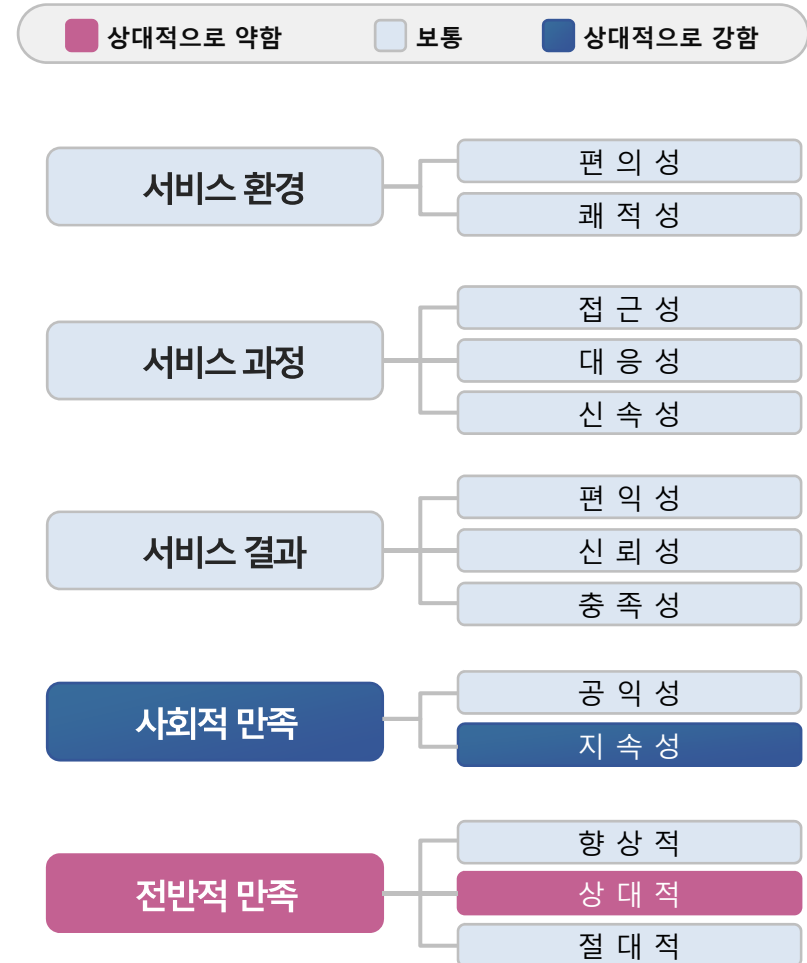 상대적으로 약함 보통 상대적으로 강함
서비스 환경
편 의 성
쾌 적 성
서비스 과정
접 근 성
대 응 성
신 속 성
서비스 결과
편 익 성
신 뢰 성
충 족 성
사회적 만족
공 익 성
지 속 성
전반적 만족
향 상 적
상 대 적
절 대 적